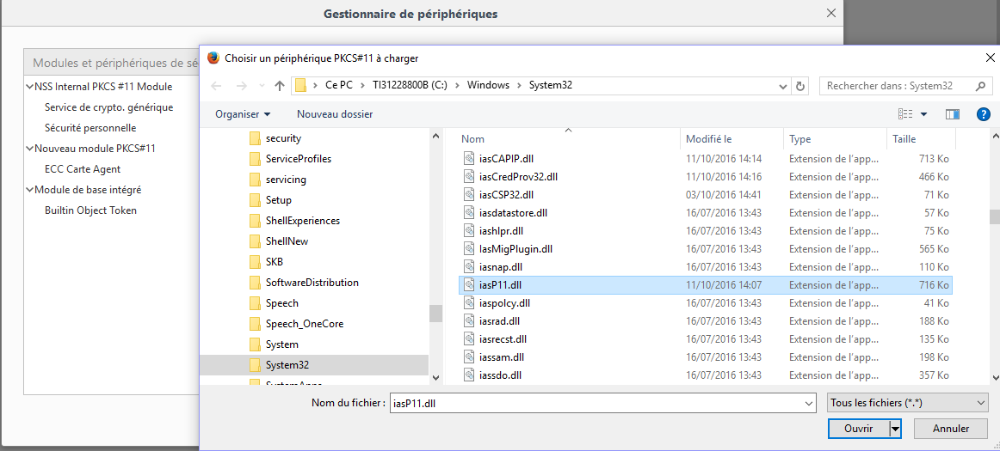 Gestionnaire de périphériques
Modules et périphériques de sé
NSS Internal PKCS #11 Module
Service de crypto. générique
Sécurité personnelle
Nouveau module PKCS#11
ECC Carte Agent
Module de base intégré
Builtin Object Token
Choisir un périphérique PKCS#11 à charger
Ce PC > TI31228800B (C:) > Windows > System32
Rechercher dans : System32
Organiser
Nouveau dossier
security
ServiceProfiles
servicing
Setup
ShellExperiences
ShellNew
SKB
SoftwareDistribution
Speech
Speech_OneCore
System
System32
SystemApps
Nom Modifié le Type Taille
iasCAPIP.dll 11/10/2016 14:14 Extension de l'app... 713 Ko
iasCredProv32.dll 11/10/2016 14:16 Extension de l'app... 466 Ko
iasCSP32.dll 03/10/2016 14:41 Extension de l'app... 71 Ko
iasdatastore.dll 16/07/2016 13:43 Extension de l'app... 57 Ko
iashlpr.dll 16/07/2016 13:43 Extension de l'app... 75 Ko
IasMigPlugin.dll 16/07/2016 13:43 Extension de l'app... 565 Ko
iasnap.dll 16/07/2016 13:43 Extension de l'app... 110 Ko
iasP11.dll 11/10/2016 14:07 Extension de l'app... 716 Ko
iaspolcy.dll 16/07/2016 13:43 Extension de l'app... 41 Ko
iasrad.dll 16/07/2016 13:43 Extension de l'app... 188 Ko
iasrecst.dll 16/07/2016 13:43 Extension de l'app... 135 Ko
iassam.dll 16/07/2016 13:43 Extension de l'app... 198 Ko
iassdo.dll 16/07/2016 13:43 Extension de l'app... 357 Ko
Nom du fichier : iasP11.dll
Tous les fichiers (*.*)
Ouvrir
Annuler